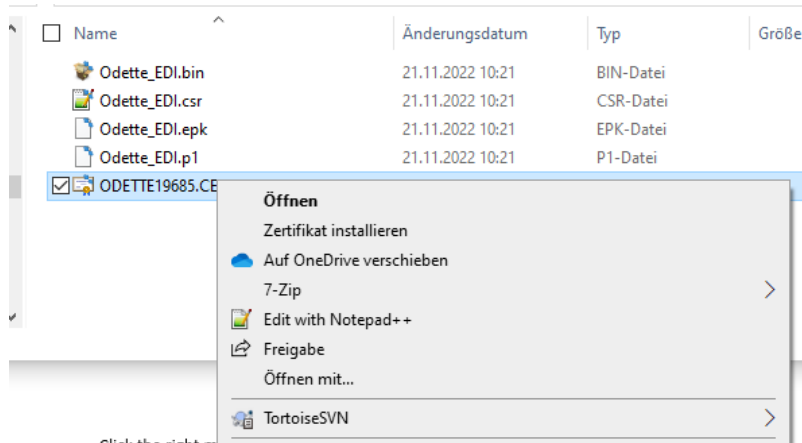 Name Änderungsdatum Typ Größe
Odette_EDI.bin 21.11.2022 10:21 BIN-Datei
Odette_EDI.csr 21.11.2022 10:21 CSR-Datei
Odette_EDI.epk 21.11.2022 10:21 EPK-Datei
Odette_EDI.p1 21.11.2022 10:21 P1-Datei
ODETTE19685.CE
Öffnen
Zertifikat installieren
Auf OneDrive verschieben
7-Zip
Edit with Notepad++
Freigabe
Öffnen mit...
TortoiseSVN
Click the right